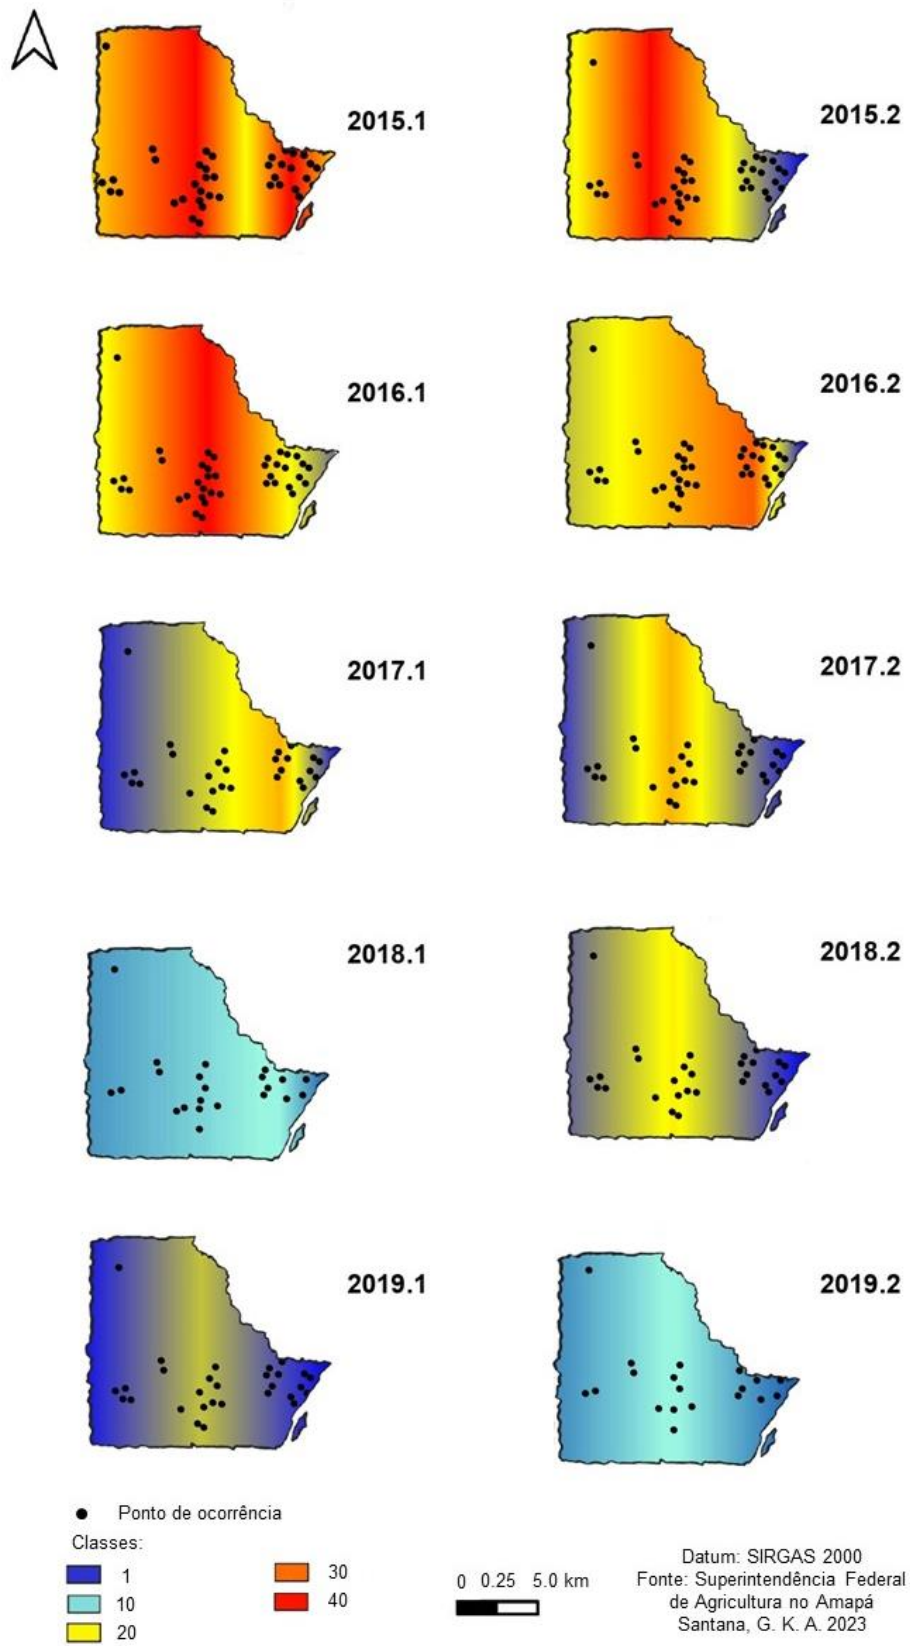 2015.1
2015.2
2016.1
2016.2
2017.1
2017.2
2018.1
2018.2
2019.1
2019.2
Ponto de ocorrência
Classes:
1
10
20
30
40
0 0.25 5.0 km
Datum: SIRGAS 2000
Fonte: Superintendência Federal
de Agricultura no Amapá
Santana, G. K. A. 2023